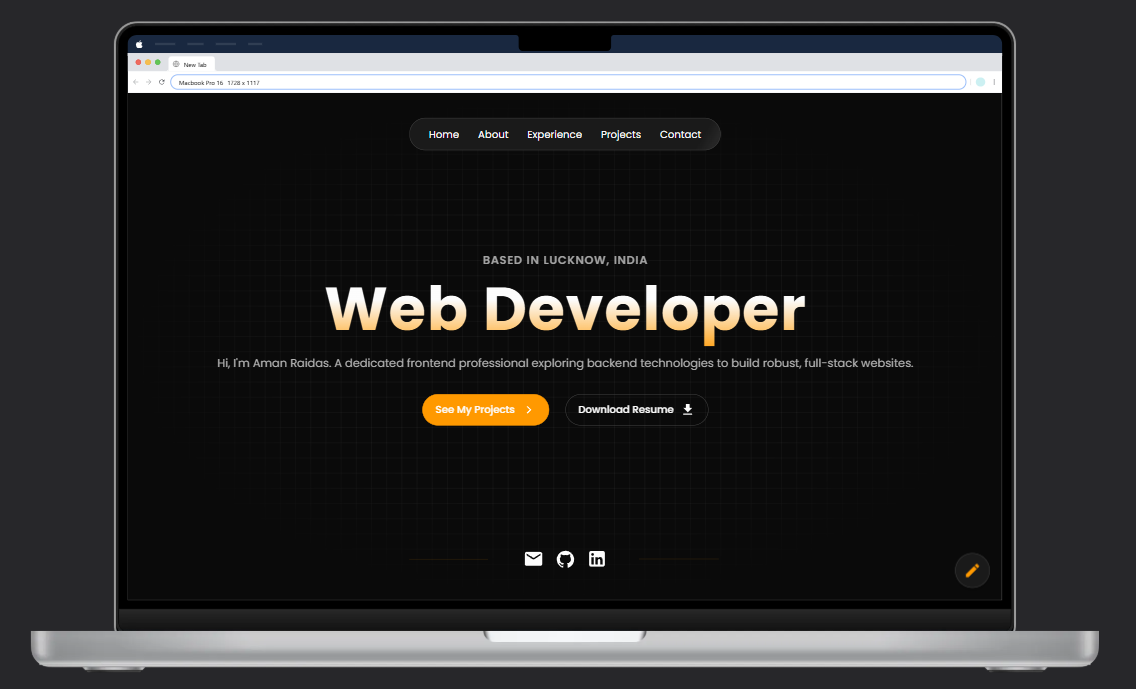 New Tab
Macbook Pro 16 1728 x 1117
Home About Experience Projects Contact
BASED IN LUCKNOW, INDIA
Web Developer
Hi, I'm Aman Raidas. A dedicated frontend professional exploring backend technologies to build robust, full-stack websites.
See My Projects Download Resume